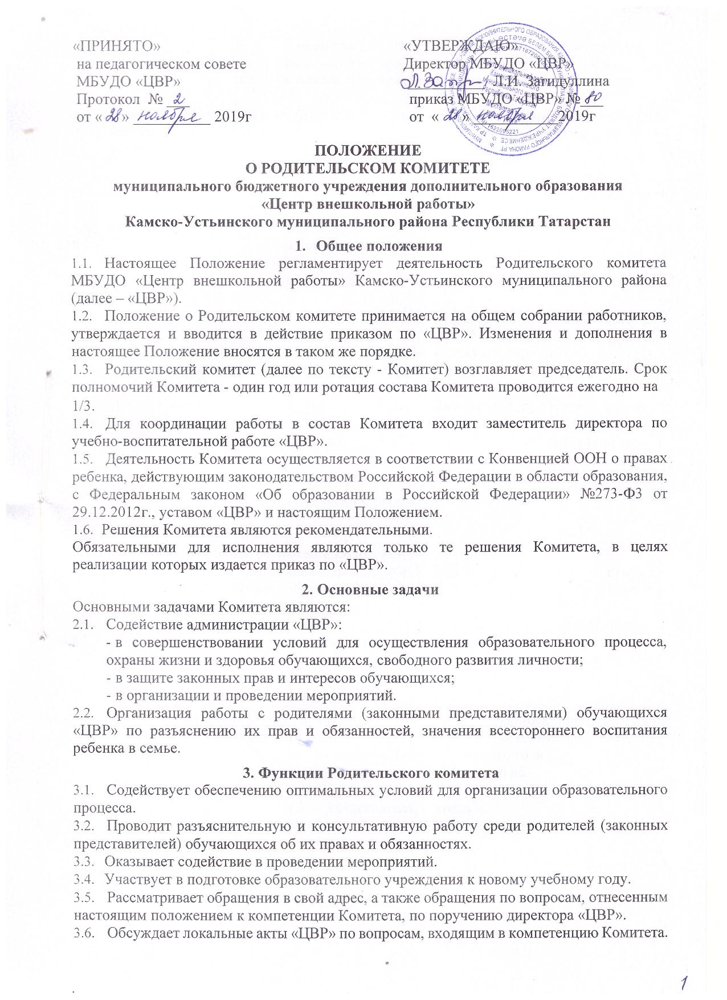 «ПРИНЯТО»
на педагогическом совете
МБУДО «ЦВР»
Протокол № 2
от «28» ноября 2019г
«УТВЕРЖДАЮ»
Директор МБУДО «ЦВР»
Л.И. Загидуллина
приказ МБУДО «ЦВР» № 80
от «28» ноября 2019г
ПОЛОЖЕНИЕ
О РОДИТЕЛЬСКОМ КОМИТЕТЕ
муниципального бюджетного учреждения дополнительного образования
«Центр внешкольной работы»
Камско-Устьинского муниципального района Республики Татарстан
1. Общее положения
1.1. Настоящее Положение регламентирует деятельность Родительского комитета
МБУДО «Центр внешкольной работы» Камско-Устьинского муниципального района
(далее – «ЦВР»).
1.2. Положение о Родительском комитете принимается на общем собрании работников,
утверждается и вводится в действие приказом по «ЦВР». Изменения и дополнения в
настоящее Положение вносятся в таком же порядке.
1.3. Родительский комитет (далее по тексту - Комитет) возглавляет председатель. Срок
полномочий Комитета - один год или ротация состава Комитета проводится ежегодно на
1/3.
1.4. Для координации работы в состав Комитета входит заместитель директора по
учебно-воспитательной работе «ЦВР».
1.5. Деятельность Комитета осуществляется в соответствии с Конвенцией ООН о правах
ребенка, действующим законодательством Российской Федерации в области образования,
с Федеральным законом «Об образовании в Российской Федерации» №273-ФЗ от
29.12.2012г., уставом «ЦВР» и настоящим Положением.
1.6. Решения Комитета являются рекомендательными.
Обязательными для исполнения являются только те решения Комитета, в целях
реализации которых издается приказ по «ЦВР».
2. Основные задачи
Основными задачами Комитета являются:
2.1. Содействие администрации «ЦВР»:
- в совершенствовании условий для осуществления образовательного процесса,
охраны жизни и здоровья обучающихся, свободного развития личности;
- в защите законных прав и интересов обучающихся;
- в организации и проведении мероприятий.
2.2. Организация работы с родителями (законными представителями) обучающихся
«ЦВР» по разъяснению их прав и обязанностей, значения всестороннего воспитания
ребенка в семье.
3. Функции Родительского комитета
3.1. Содействует обеспечению оптимальных условий для организации образовательного
процесса.
3.2. Проводит разъяснительную и консультативную работу среди родителей (законных
представителей) обучающихся об их правах и обязанностях.
3.3. Оказывает содействие в проведении мероприятий.
3.4. Участвует в подготовке образовательного учреждения к новому учебному году.
3.5. Рассматривает обращения в свой адрес, а также обращения по вопросам, отнесенным
настоящим положением к компетенции Комитета, по поручению директора «ЦВР».
3.6. Обсуждает локальные акты «ЦВР» по вопросам, входящим в компетенцию Комитета.
1